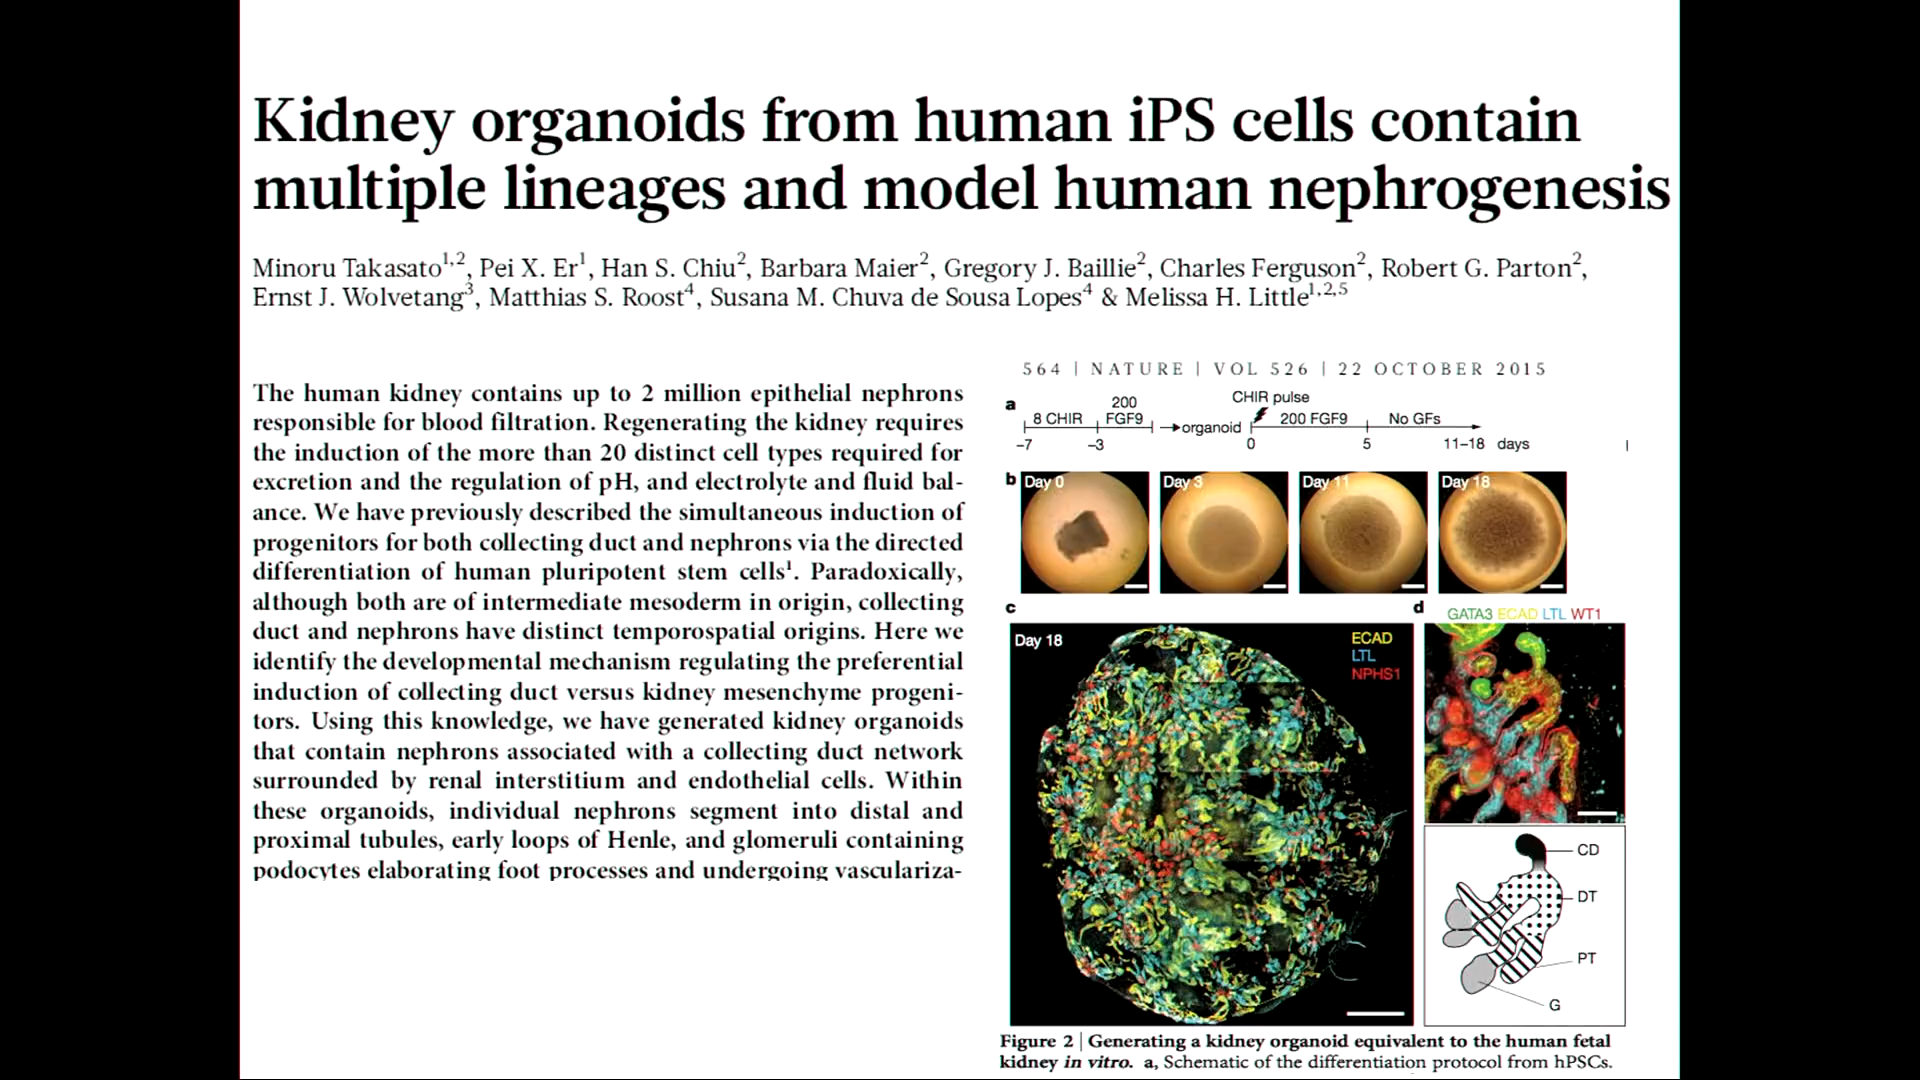 Kidney organoids from human iPS cells contain
multiple lineages and model human nephrogenesis
Minoru Takasato1,2, Pei X. Er1, Han S. Chiu2, Barbara Maier2, Gregory J. Baillie2, Charles Ferguson2, Robert G. Parton2,
Ernst J. Wolvetang3, Matthias S. Roost4, Susana M. Chuva de Sousa Lopes4 & Melissa H. Little1,2,5
The human kidney contains up to 2 million epithelial nephrons
responsible for blood filtration. Regenerating the kidney requires
the induction of the more than 20 distinct cell types required for
excretion and the regulation of pH, and electrolyte and fluid bal-
ance. We have previously described the simultaneous induction of
progenitors for both collecting duct and nephrons via the directed
differentiation of human pluripotent stem cells1. Paradoxically,
although both are of intermediate mesoderm in origin, collecting
duct and nephrons have distinct temporospatial origins. Here we
identify the developmental mechanism regulating the preferential
induction of collecting duct versus kidney mesenchyme progeni-
tors. Using this knowledge, we have generated kidney organoids
that contain nephrons associated with a collecting duct network
surrounded by renal interstitium and endothelial cells. Within
these organoids, individual nephrons segment into distal and
proximal tubules, early loops of Henle, and glomeruli containing
podocytes elaborating foot processes and undergoing vasculariza-
564 | NATURE | VOL 526 | 22 OCTOBER 2015
a
CHIR pulse
200
8 CHIR FGF9 organoid 200 FGF9 No GFs
-7 -3 0 5 11-18 days
b Day 0 Day 3 Day 11 Day 18
c
Day 18
ECAD
LTL
NPHS1
d
GATA3 ECAD LTL WT1
CD
DT
PT
G
Figure 2 | Generating a kidney organoid equivalent to the human fetal
kidney in vitro. a, Schematic of the differentiation protocol from hPSCs.